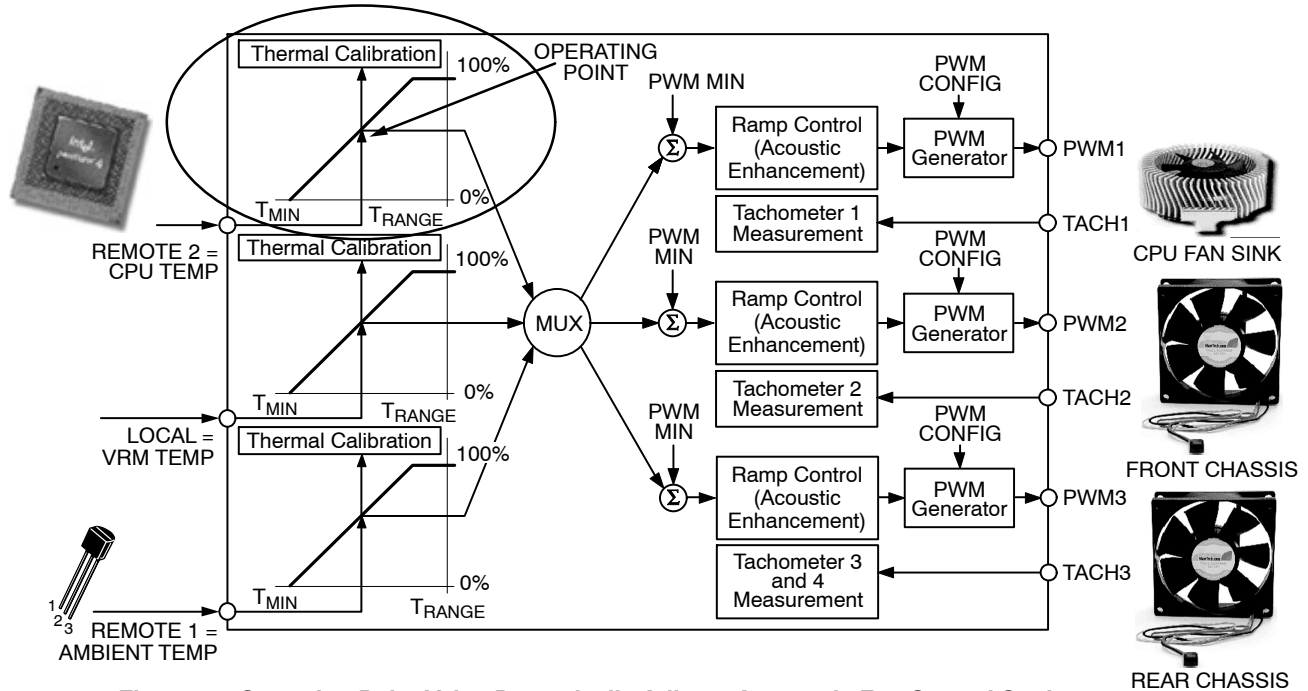 Thermal Calibration
OPERATING
POINT
100%
0%
TMIN
TRANGE
REMOTE 2 =
CPU TEMP
Thermal Calibration
100%
0%
TMIN
TRANGE
LOCAL =
VRM TEMP
Thermal Calibration
100%
0%
TMIN
TRANGE
1
2
3
REMOTE 1 =
AMBIENT TEMP
MUX
PWM MIN
Σ
Ramp Control
(Acoustic
Enhancement)
PWM
CONFIG
PWM
Generator
PWM1
Tachometer 1
Measurement
TACH1
CPU FAN SINK
PWM
MIN
Σ
Ramp Control
(Acoustic
Enhancement)
PWM
CONFIG
PWM
Generator
PWM2
Tachometer 2
Measurement
TACH2
FRONT CHASSIS
PWM
MIN
Σ
Ramp Control
(Acoustic
Enhancement)
PWM
CONFIG
PWM
Generator
PWM3
Tachometer 3
and 4
Measurement
TACH3
REAR CHASSIS